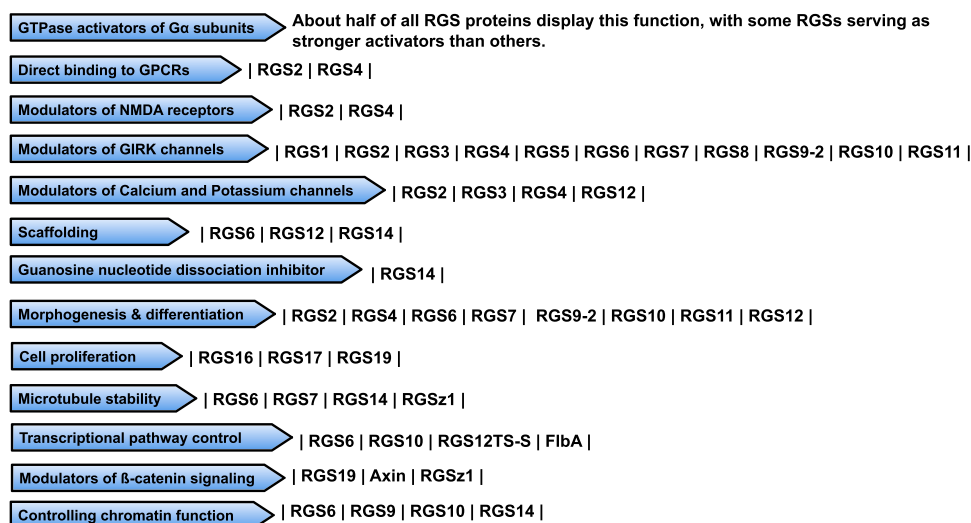 GTPase activators of Gα subunits About half of all RGS proteins display this function, with some RGSs serving as
stronger activators than others.
Direct binding to GPCRs | RGS2 | RGS4 |
Modulators of NMDA receptors | RGS2 | RGS4 |
Modulators of GIRK channels | RGS1 | RGS2 | RGS3 | RGS4 | RGS5 | RGS6 | RGS7 | RGS8 | RGS9-2 | RGS10 | RGS11 |
Modulators of Calcium and Potassium channels | RGS2 | RGS3 | RGS4 | RGS12 |
Scaffolding | RGS6 | RGS12 | RGS14 |
Guanosine nucleotide dissociation inhibitor | RGS14 |
Morphogenesis & differentiation | RGS2 | RGS4 | RGS6 | RGS7 | RGS9-2 | RGS10 | RGS11 | RGS12 |
Cell proliferation | RGS16 | RGS17 | RGS19 |
Microtubule stability | RGS6 | RGS7 | RGS14 | RGSz1 |
Transcriptional pathway control | RGS6 | RGS10 | RGS12TS-S | FlbA |
Modulators of ß-catenin signaling | RGS19 | Axin | RGSz1 |
Controlling chromatin function | RGS6 | RGS9 | RGS10 | RGS14 |